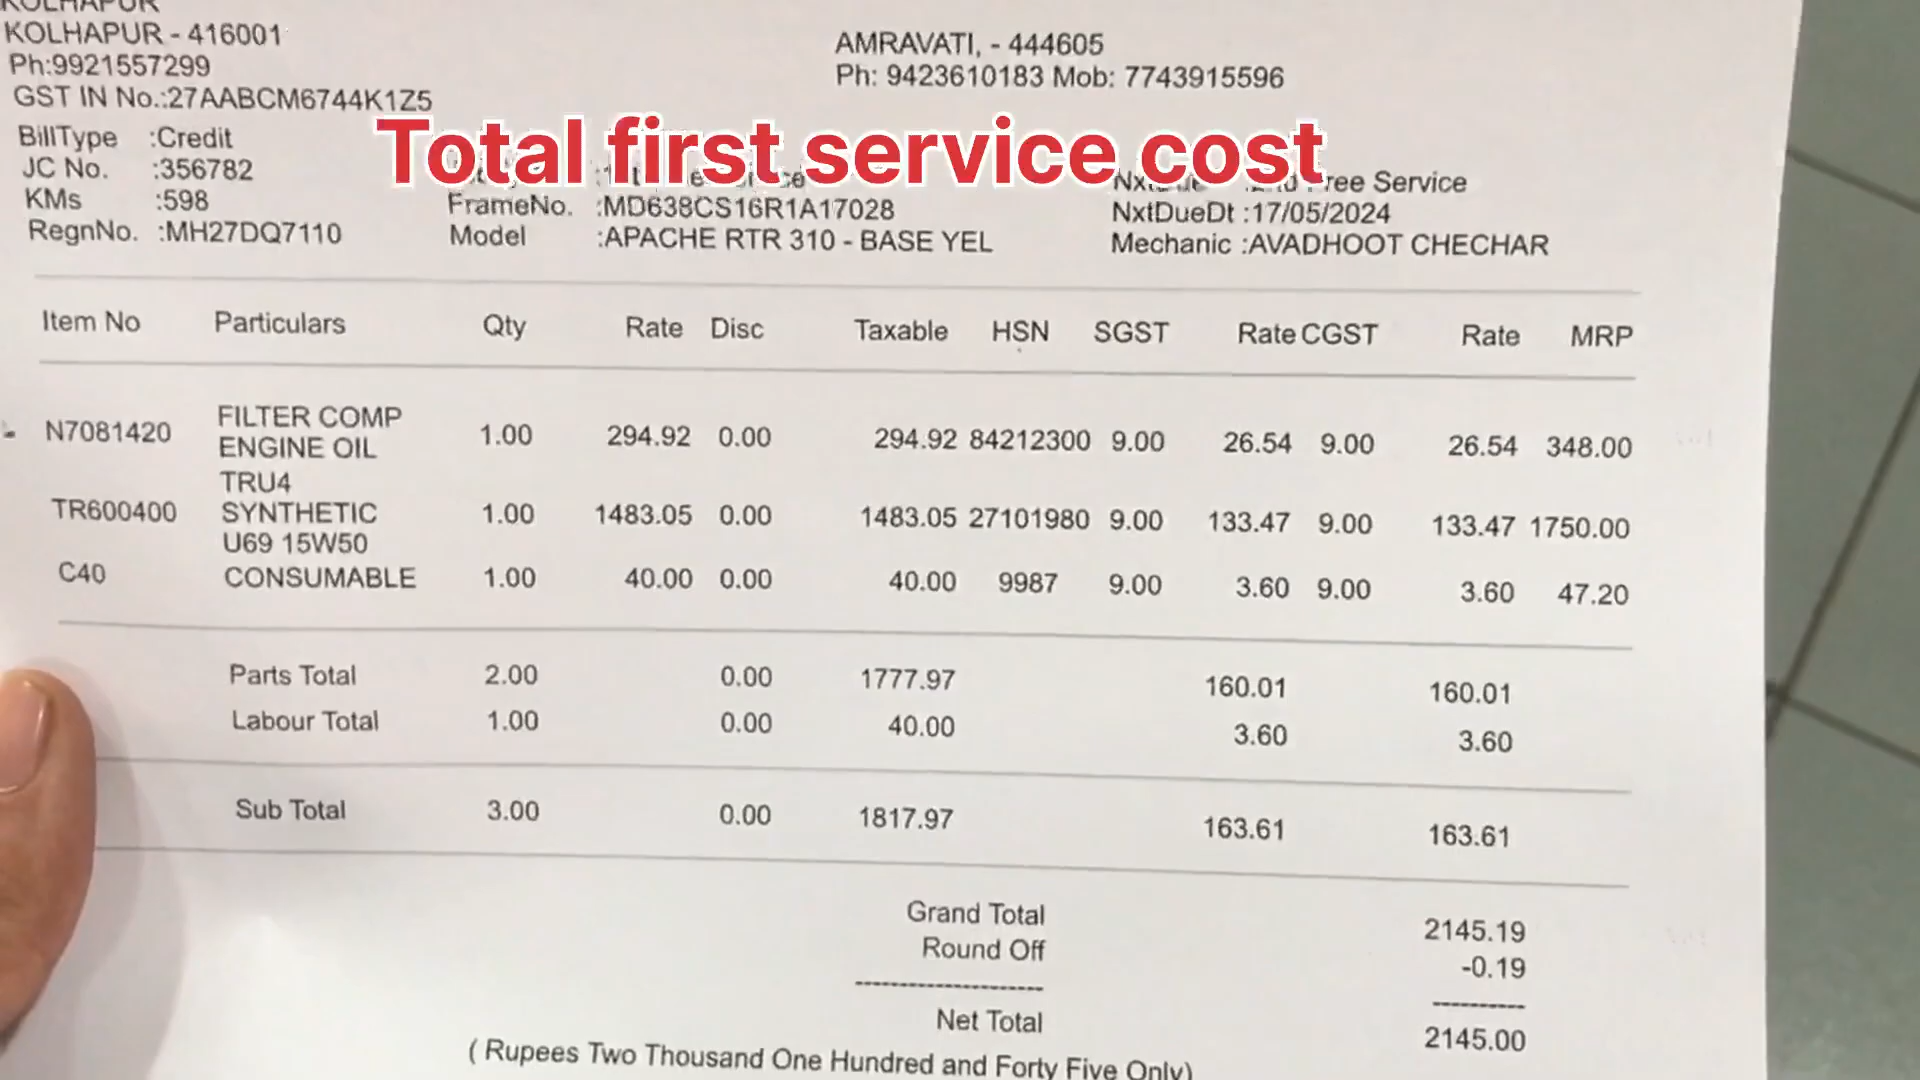 KOLHAPUR
KOLHAPUR - 416001
Ph:9921557299
GST IN No.:27AABCM6744K1Z5
AMRAVATI, - 444605
Ph: 9423610183 Mob: 7743915596
Total first service cost
BillType :Credit
JC No. :356782
KMs :598
RegnNo. :MH27DQ7110
FrameNo. :MD638CS16R1A17028
Model :APACHE RTR 310 - BASE YEL
Free Service
NxtDueDt :17/05/2024
Mechanic :AVADHOOT CHECHAR
Item No Particulars Qty Rate Disc Taxable HSN SGST Rate CGST Rate MRP
N7081420 FILTER COMP ENGINE OIL 1.00 294.92 0.00 294.92 84212300 9.00 26.54 9.00 26.54 348.00
TR600400 TRU4 SYNTHETIC U69 15W50 1.00 1483.05 0.00 1483.05 27101980 9.00 133.47 9.00 133.47 1750.00
C40 CONSUMABLE 1.00 40.00 0.00 40.00 9987 9.00 3.60 9.00 3.60 47.20
Parts Total 2.00 0.00 1777.97 160.01 160.01
Labour Total 1.00 0.00 40.00 3.60 3.60
Sub Total 3.00 0.00 1817.97 163.61 163.61
Grand Total 2145.19
Round Off -0.19
Net Total 2145.00
( Rupees Two Thousand One Hundred and Forty Five Only)